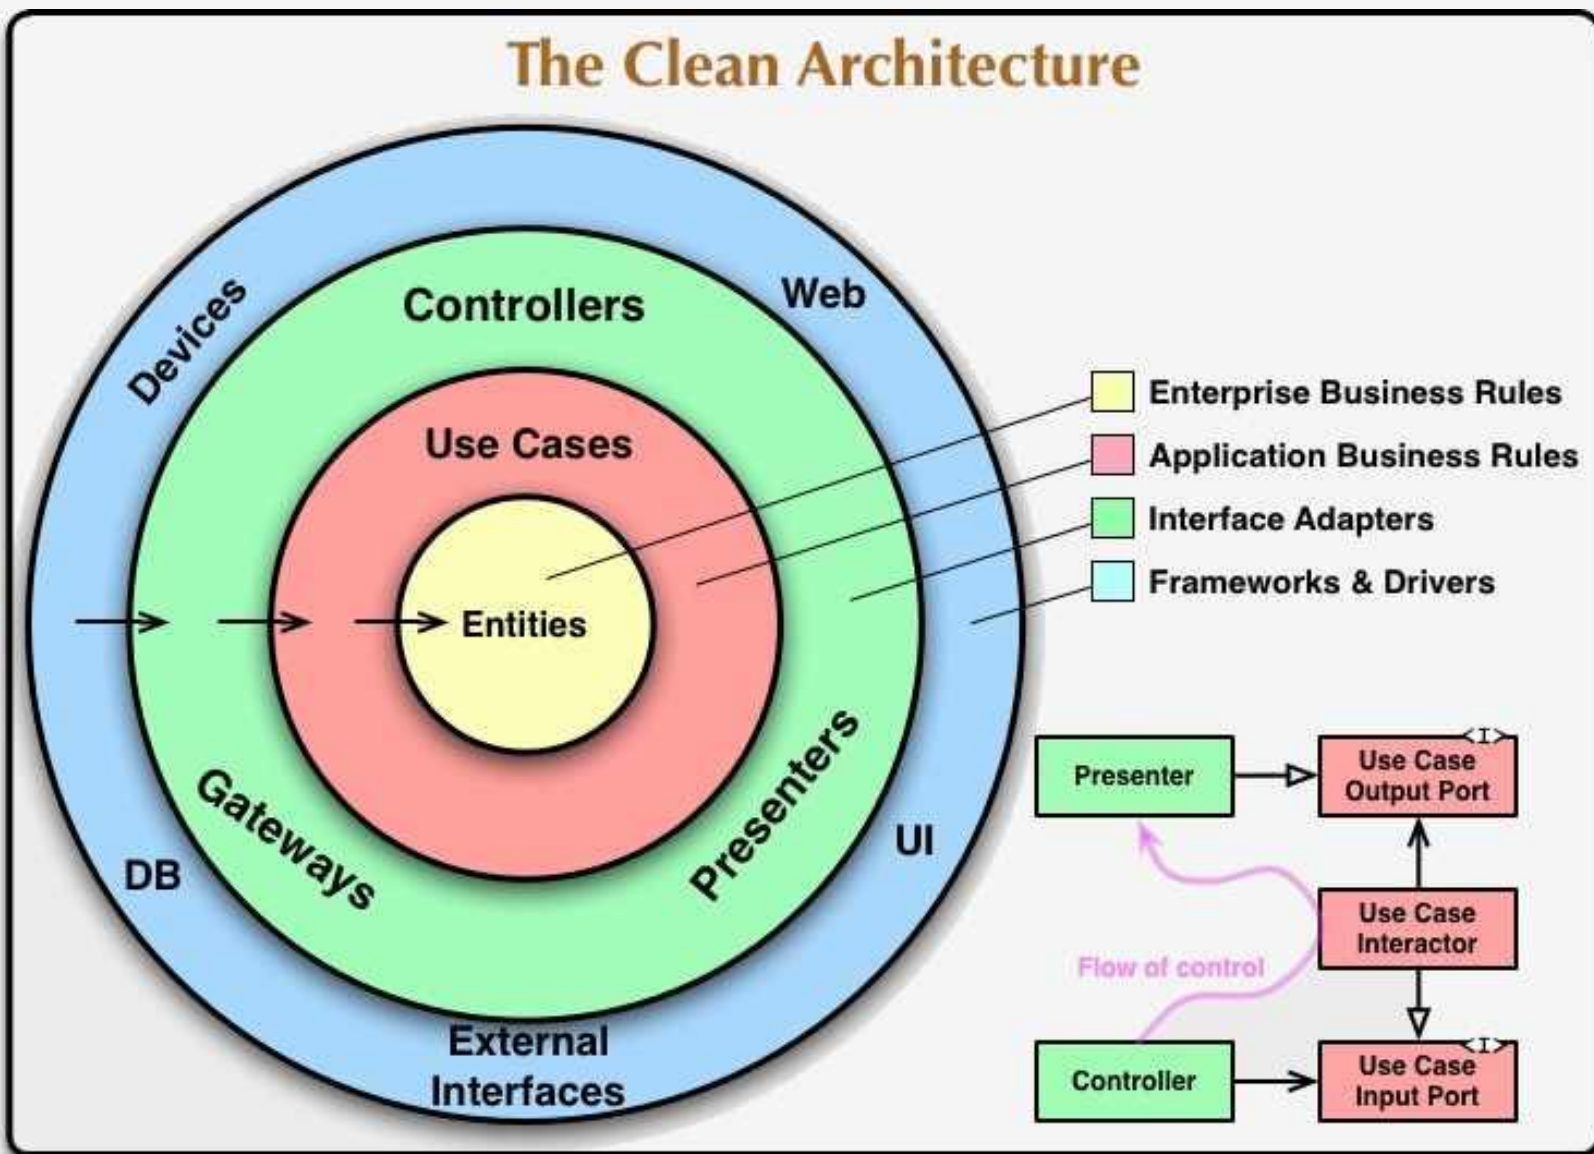 The Clean Architecture
Devices
Controllers
Web
Use Cases
Entities
Gateways
Presenters
DB
UI
External
Interfaces
Enterprise Business Rules
Application Business Rules
Interface Adapters
Frameworks & Drivers
Presenter
<I>
Use Case
Output Port
Use Case
Interactor
Flow of control
Controller
<I>
Use Case
Input Port